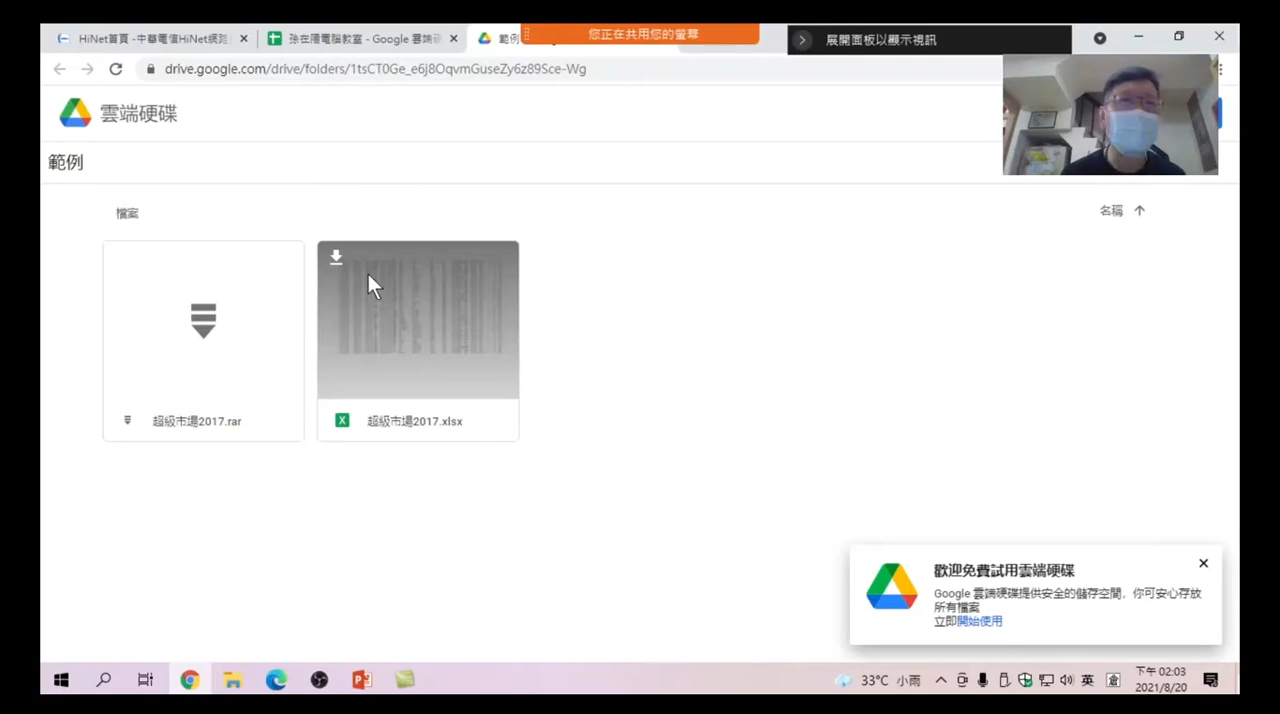 HiNet首頁 -中華電信HiNet網路
孫在陽電腦教室 - Google 雲端硬
範例
您正在共用您的螢幕
展開面板以顯示視訊
drive.google.com/drive/folders/1tsCT0Ge_e6J8OqvmGuseZy6z89Sce-Wg
雲端硬碟
範例
檔案
名稱
超級市場2017.rar
超級市場2017.xlsx
歡迎免費試用雲端硬碟
Google 雲端硬碟提供安全的儲存空間，你可安心存放
所有檔案
立即開始使用
33°C 小雨
英
下午 02:03
2021/8/20